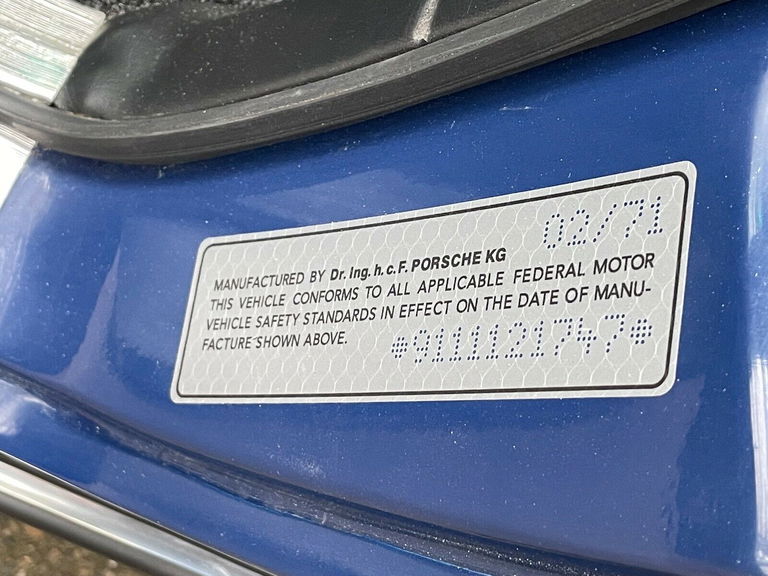 02/71
MANUFACTURED BY Dr. Ing. h. c. F. PORSCHE KG
THIS VEHICLE CONFORMS TO ALL APPLICABLE FEDERAL MOTOR
VEHICLE SAFETY STANDARDS IN EFFECT ON THE DATE OF MANU-
FACTURE SHOWN ABOVE.
*9111121747*